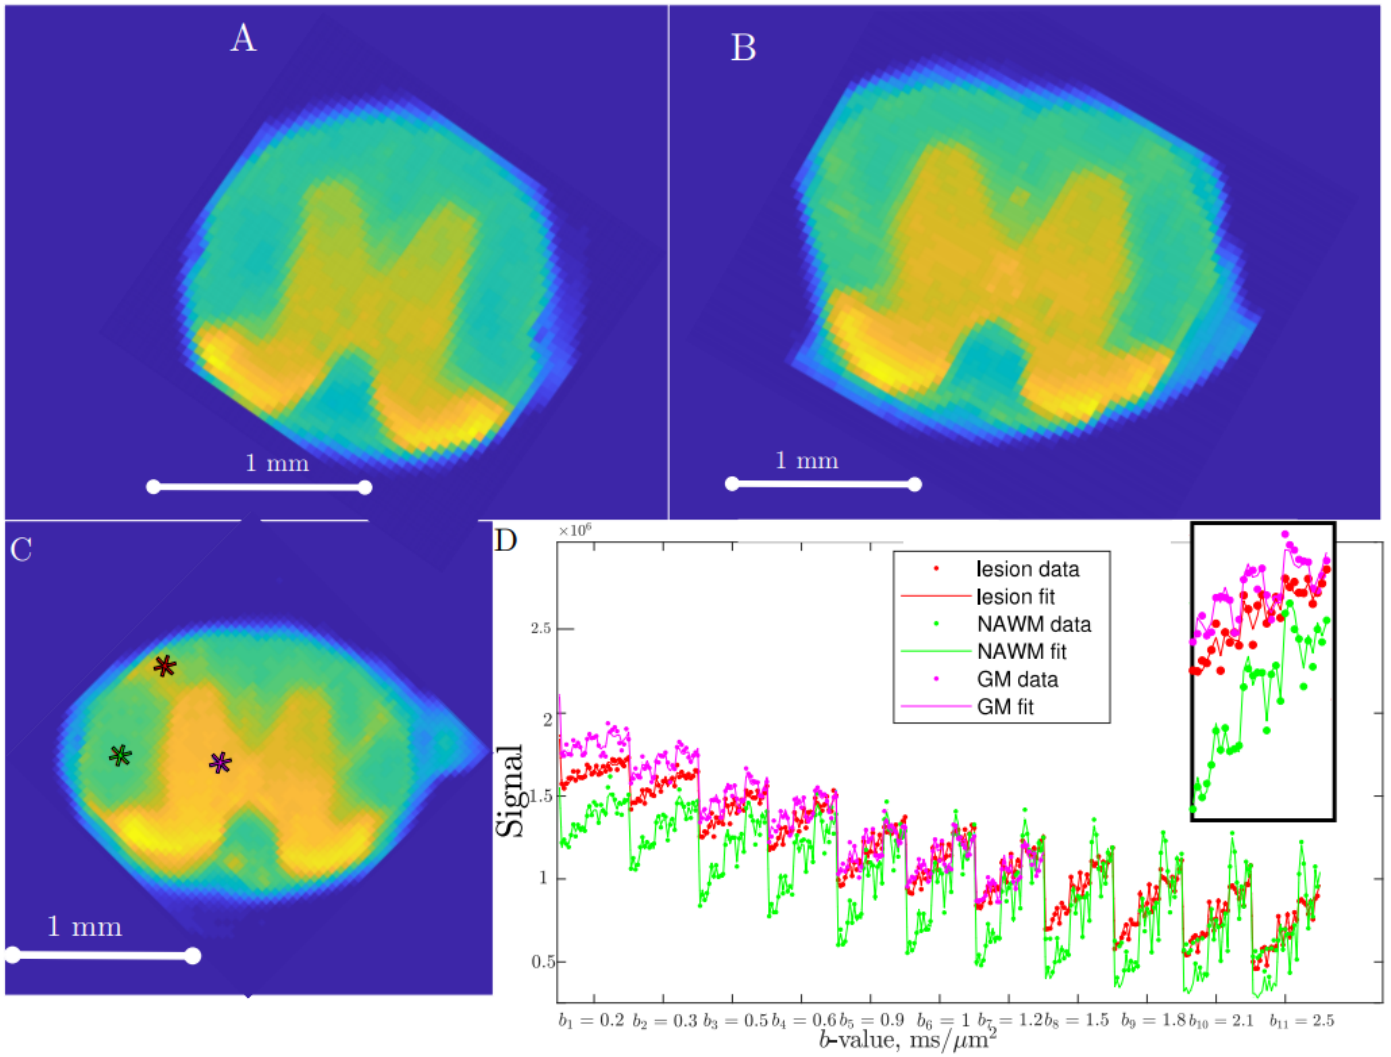 A
B
1 mm
1 mm
C
1 mm
D
×10⁶
2.5
2
1.5
1
0.5
Signal
lesion data
lesion fit
NAWM data
NAWM fit
GM data
GM fit
b₁ = 0.2 b₂ = 0.3 b₃ = 0.5 b₄ = 0.6 b₅ = 0.9 b₆ = 1 b₇ = 1.2 b₈ = 1.5 b₉ = 1.8 b₁₀ = 2.1 b₁₁ = 2.5
b-value, ms/μm²